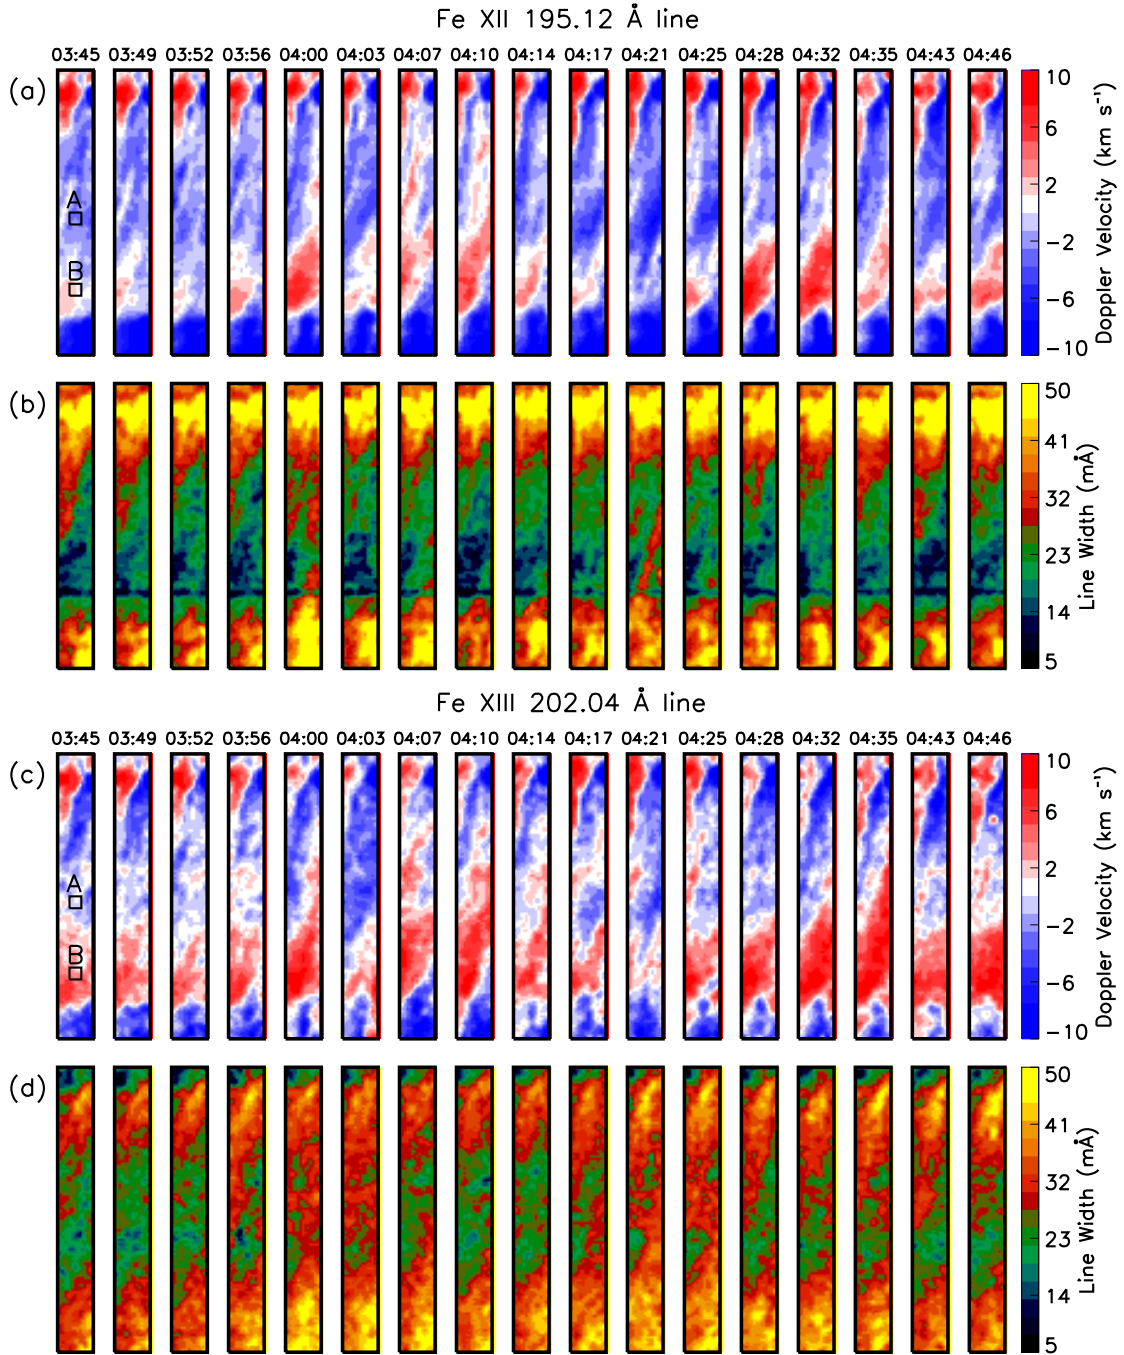 Fe XII 195.12 Å line
03:45 03:49 03:52 03:56 04:00 04:03 04:07 04:10 04:14 04:17 04:21 04:25 04:28 04:32 04:35 04:43 04:46
(a)
A
B
10
6
2
−2
−6
−10
Doppler Velocity (km s⁻¹)
(b)
50
41
32
23
14
5
Line Width (mÅ)
Fe XIII 202.04 Å line
03:45 03:49 03:52 03:56 04:00 04:03 04:07 04:10 04:14 04:17 04:21 04:25 04:28 04:32 04:35 04:43 04:46
(c)
A
B
10
6
2
−2
−6
−10
Doppler Velocity (km s⁻¹)
(d)
50
41
32
23
14
5
Line Width (mÅ)